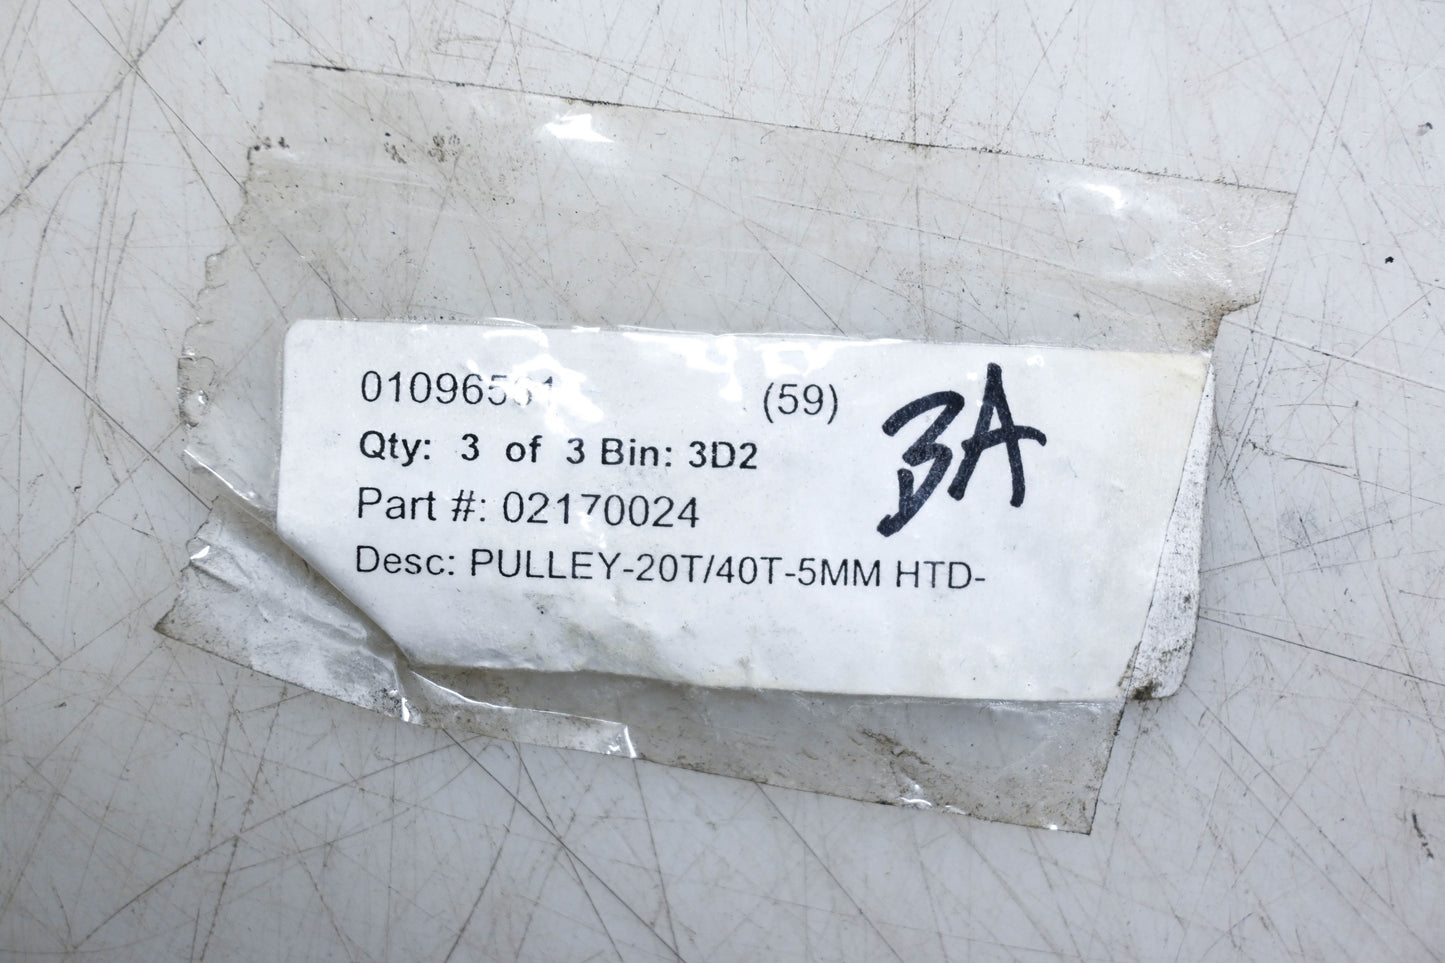 (59)
Qty: 3 of 3 Bin: 3D2
Part #: 02170024
Desc: PULLEY-20T/40T-5MM HTD-
3A